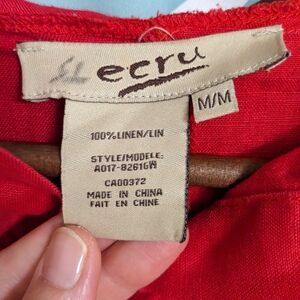 ecru
M/M
100%LINEN/LIN
STYLE/MODELE:
A017-82616W
CA00372
MADE IN CHINA
FAIT EN CHINE